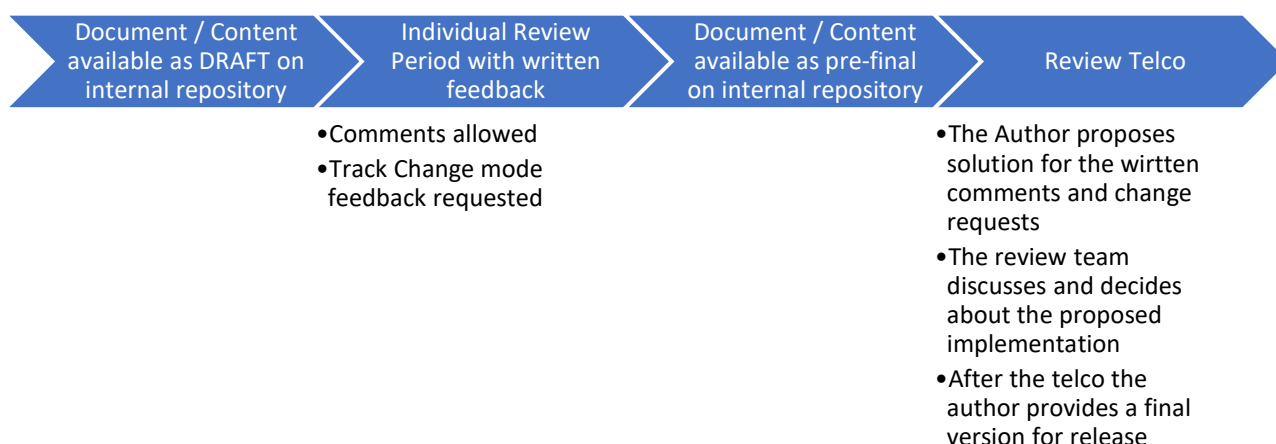 Document / Content
available as DRAFT on
internal repository
Individual Review
Period with written
feedback
•Comments allowed
•Track Change mode
feedback requested
Document / Content
available as pre-final
on internal repository
Review Telco
•The Author proposes
solution for the wirtten
comments and change
requests
•The review team
discusses and decides
about the proposed
implementation
•After the telco the
author provides a final
version for release